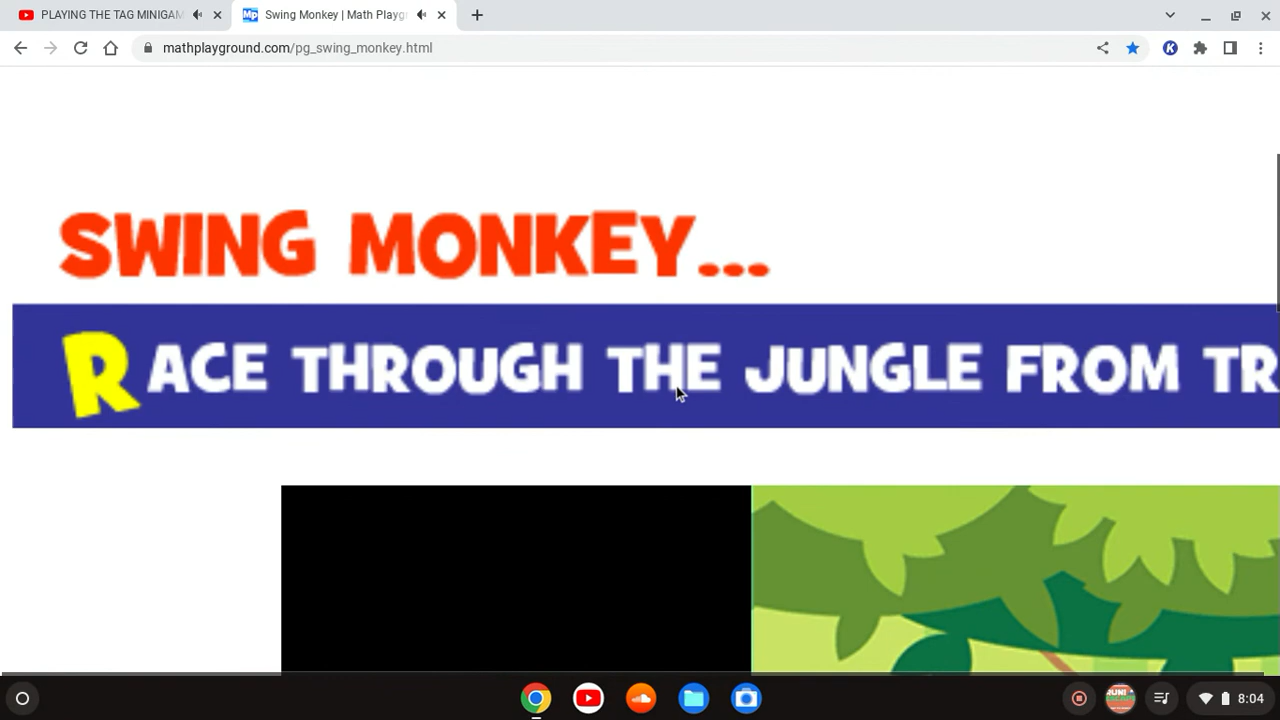 PLAYING THE TAG MINIGAM
Mp Swing Monkey | Math Playg
mathplayground.com/pg_swing_monkey.html
K
SWING MONKEY...
RACE THROUGH THE JUNGLE FROM TR
8:04